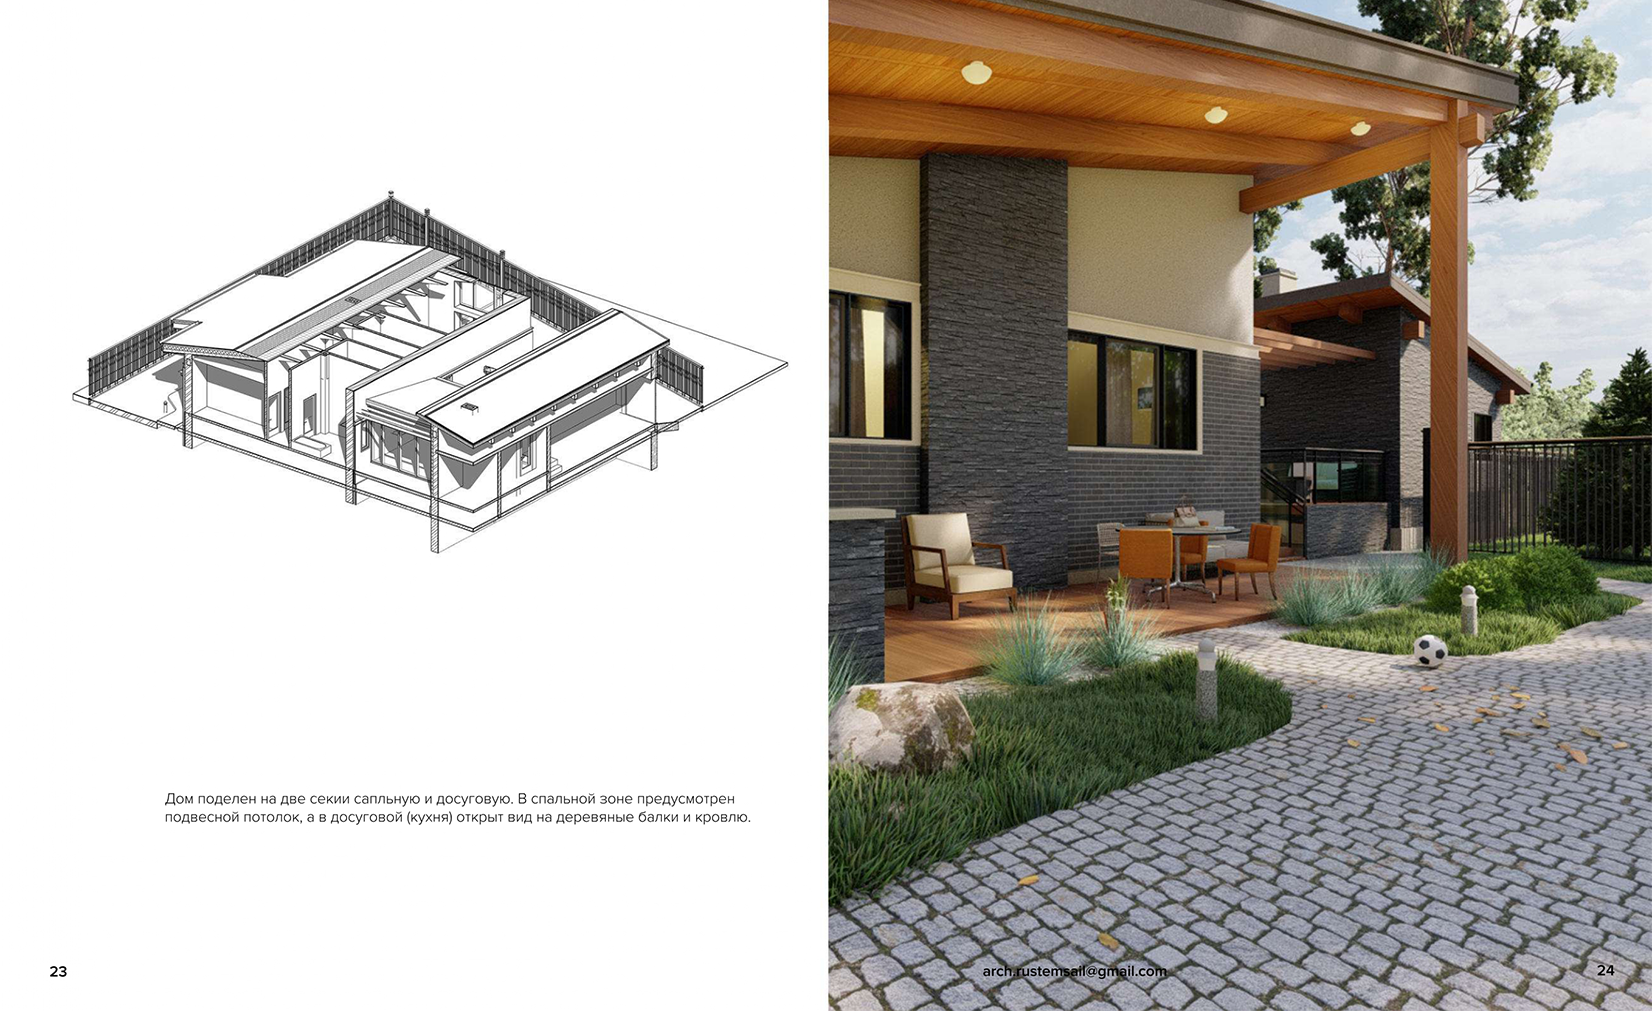 Дом поделен на две секии сапльную и досуговую. В спальной зоне предусмотрен
подвесной потолок, а в досуговой (кухня) открыт вид на деревяные балки и кровлю.
23
arch.rustemsail@gmail.com
24